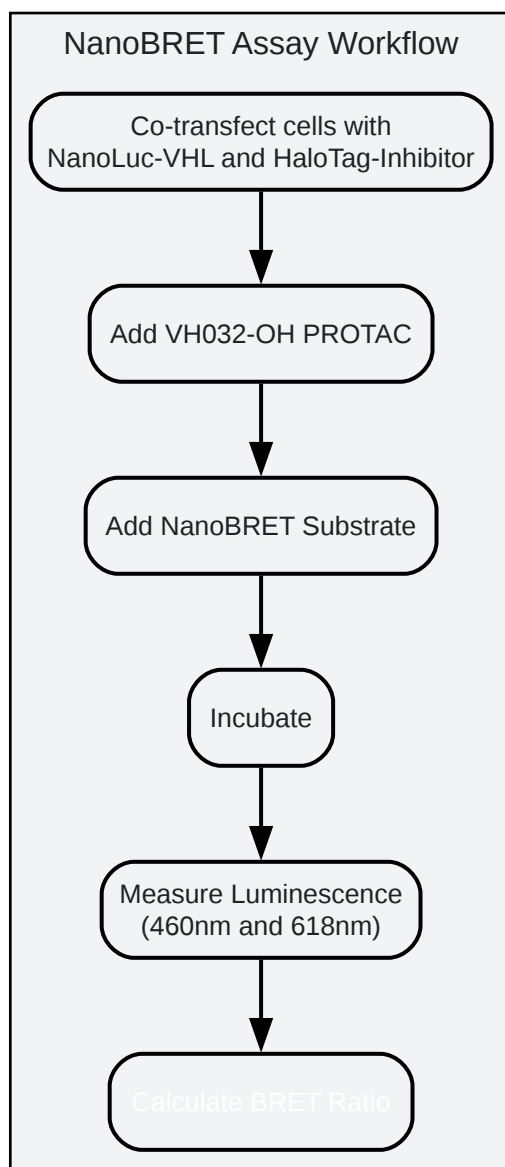 NanoBRET Assay Workflow
Co-transfect cells with
NanoLuc-VHL and HaloTag-Inhibitor
Add VH032-OH PROTAC
Add NanoBRET Substrate
Incubate
Measure Luminescence
(460nm and 618nm)
Calculate BRET Ratio